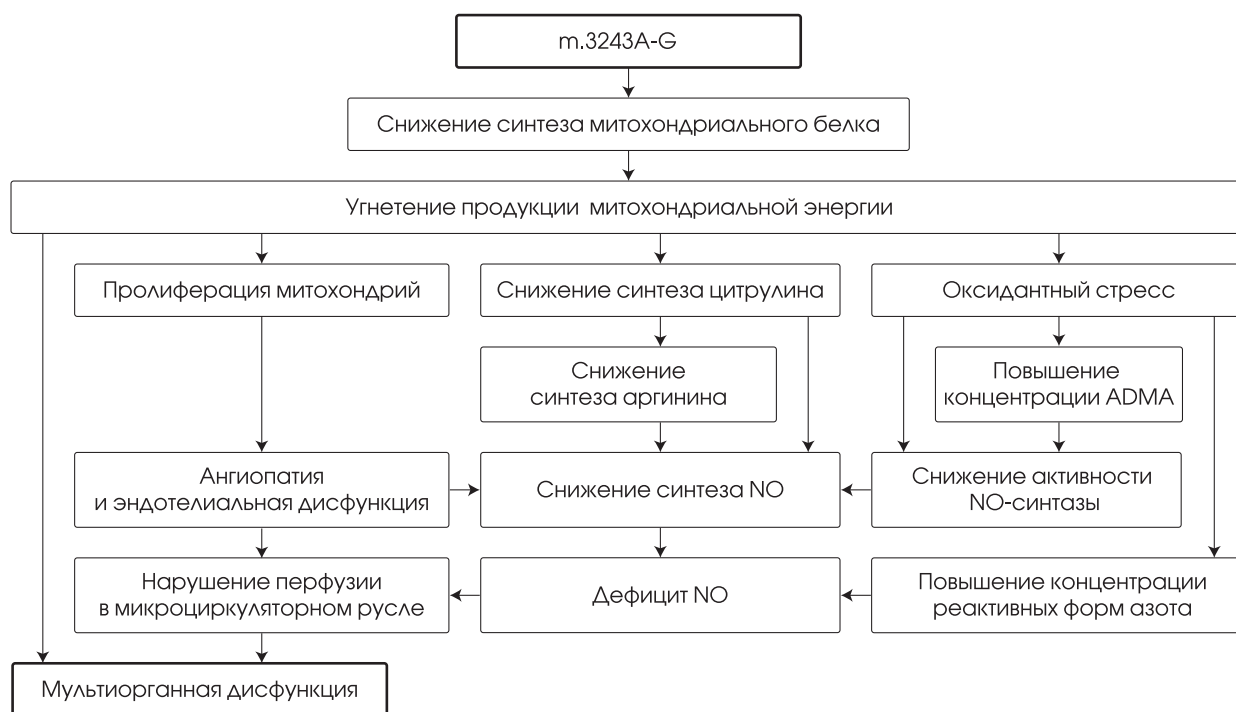 m.3243A-G
Снижение синтеза митохондриального белка
Угнетение продукции митохондриальной энергии
Пролиферация митохондрий
Снижение синтеза цитрулина
Оксидантный стресс
Снижение
синтеза аргинина
Повышение
концентрации ADMA
Ангиопатия
и эндотелиальная дисфункция
Снижение синтеза NO
Снижение активности
NO-синтазы
Нарушение перфузии
в микроциркуляторном русле
Дефицит NO
Повышение концентрации
реактивных форм азота
Мультиорганная дисфункция